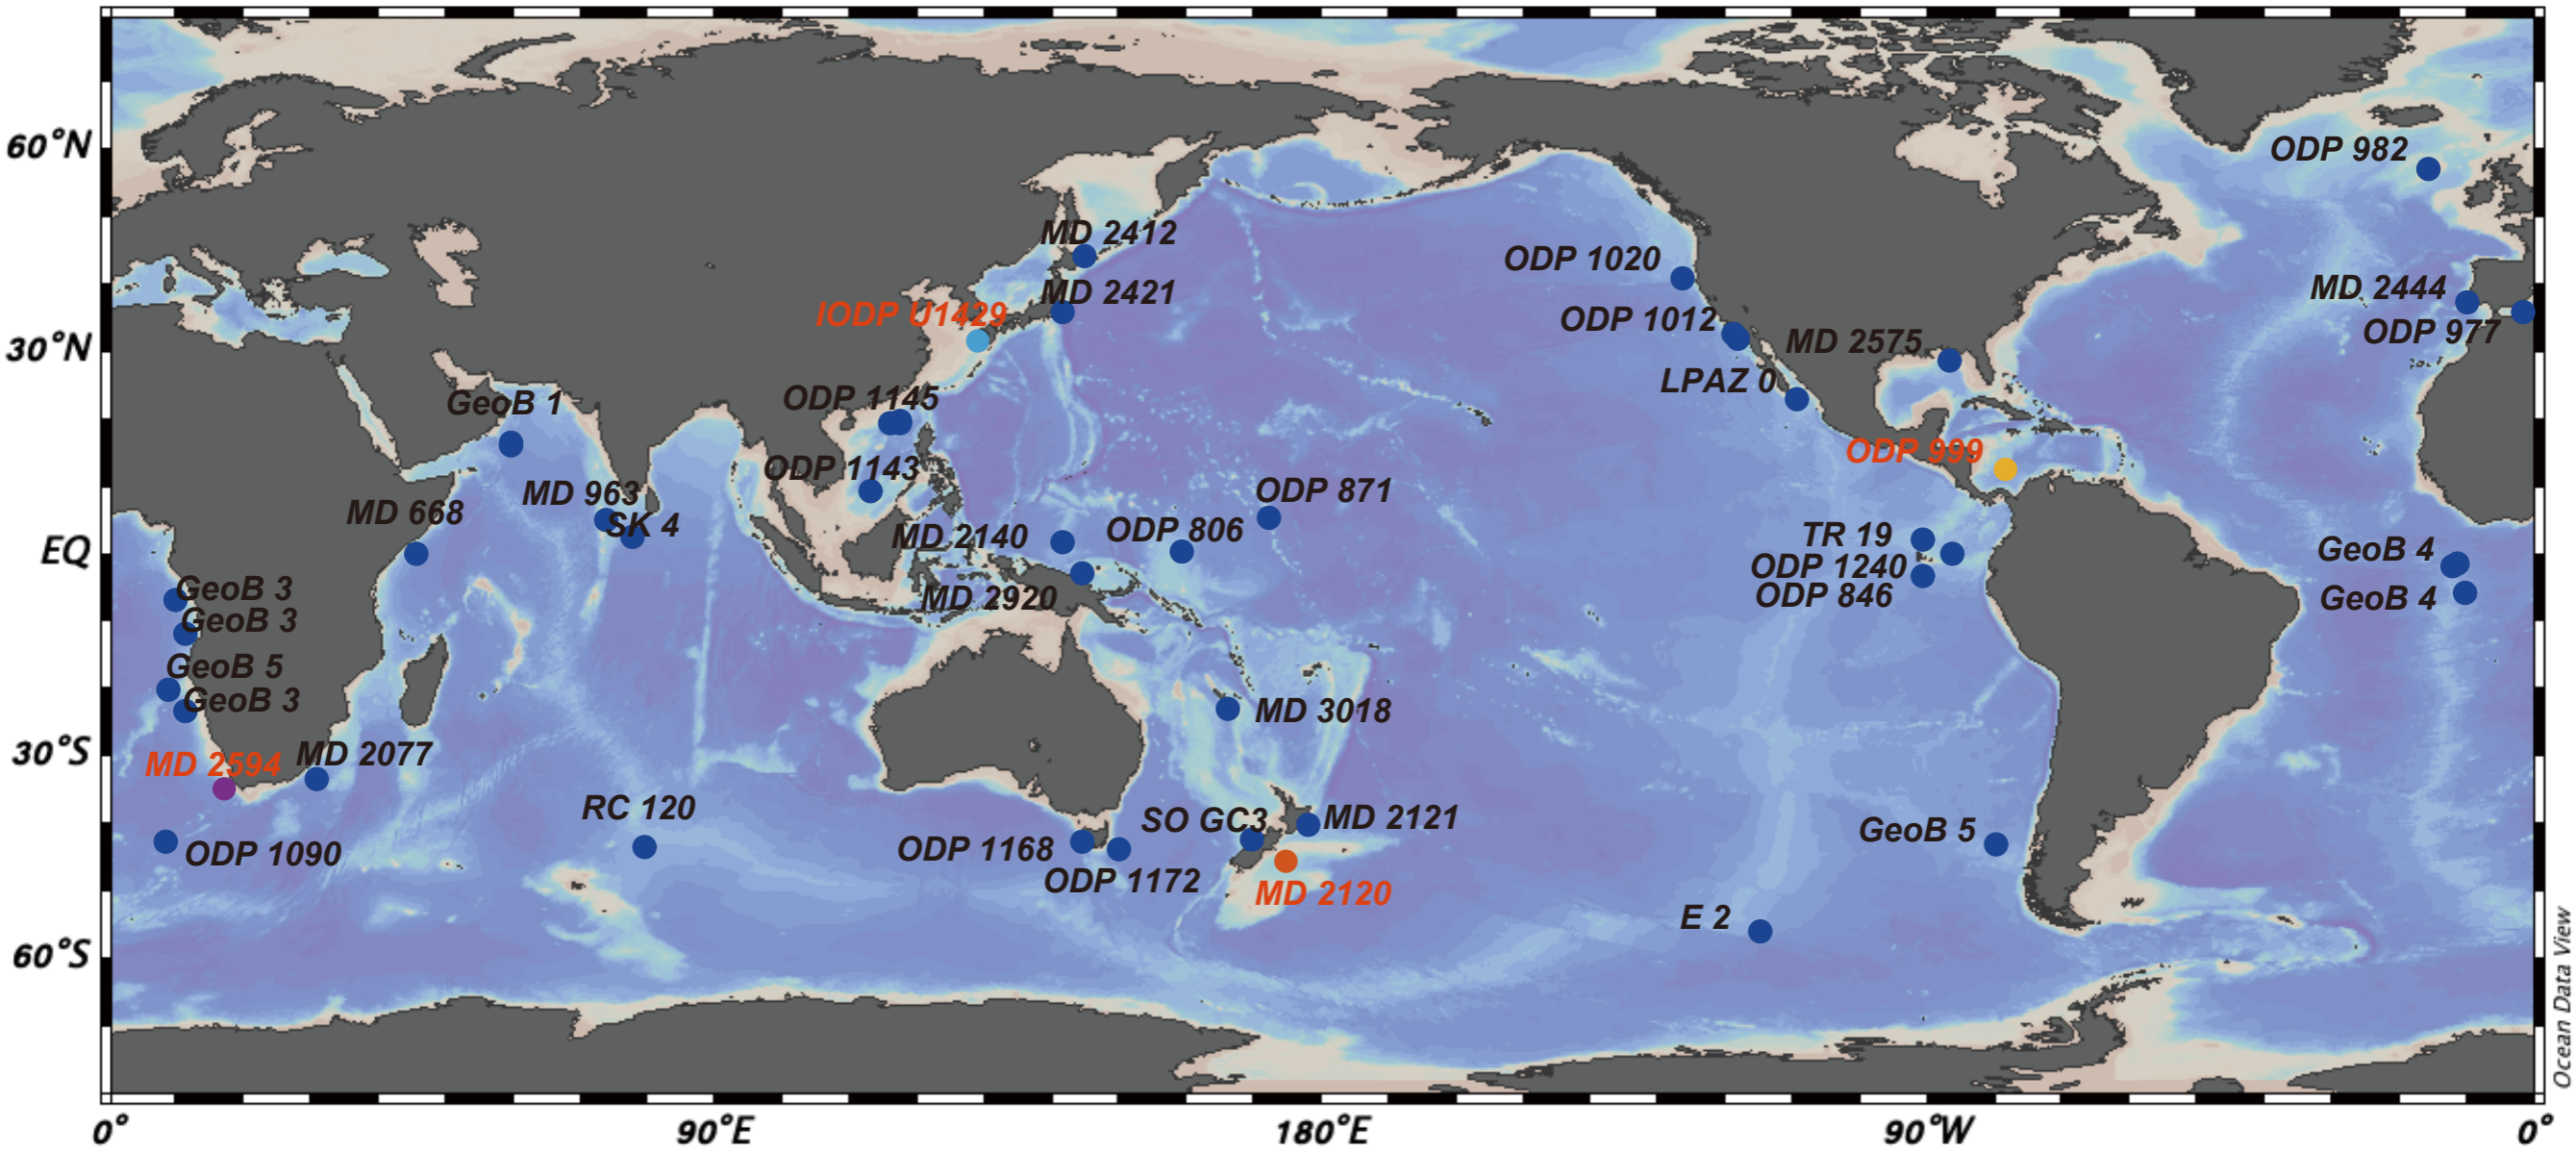 60°N
30°N
EQ
30°S
60°S
0°
90°E
180°E
90°W
0°
ODP 982
MD 2412
ODP 1020
MD 2421
MD 2444
IODP U1429
ODP 1012
ODP 977
MD 2575
LPAZ 0
GeoB 1
ODP 1145
ODP 999
ODP 1143
MD 963
ODP 871
MD 668
SK 4
MD 2140
ODP 806
TR 19
GeoB 4
ODP 1240
GeoB 3
ODP 846
MD 2920
GeoB 4
GeoB 3
GeoB 5
GeoB 3
MD 3018
MD 2594
MD 2077
RC 120
SO GC3
MD 2121
GeoB 5
ODP 1090
ODP 1168
ODP 1172
MD 2120
E 2
Ocean Data View